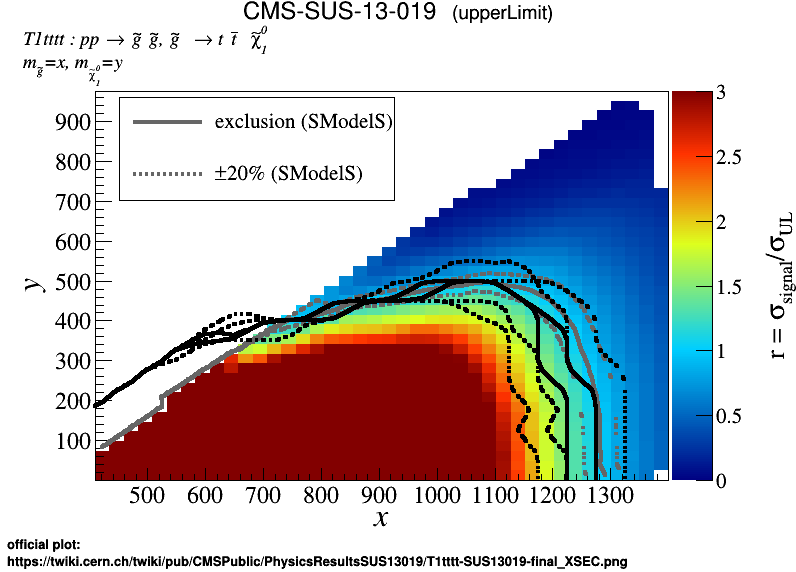 CMS-SUS-13-019 (upperLimit)
T1tttt : pp → g̃ g̃, g̃ → t t̄ χ̃₁⁰
m_g̃=x, m_χ̃₁⁰=y
exclusion (SModelS)
±20% (SModelS)
900
800
700
600
500
400
300
200
100
y
500 600 700 800 900 1000 1100 1200 1300
x
3
2.5
2
1.5
1
0.5
0
r = σ_signal/σ_UL
official plot:
https://twiki.cern.ch/twiki/pub/CMSPublic/PhysicsResultsSUS13019/T1tttt-SUS13019-final_XSEC.png